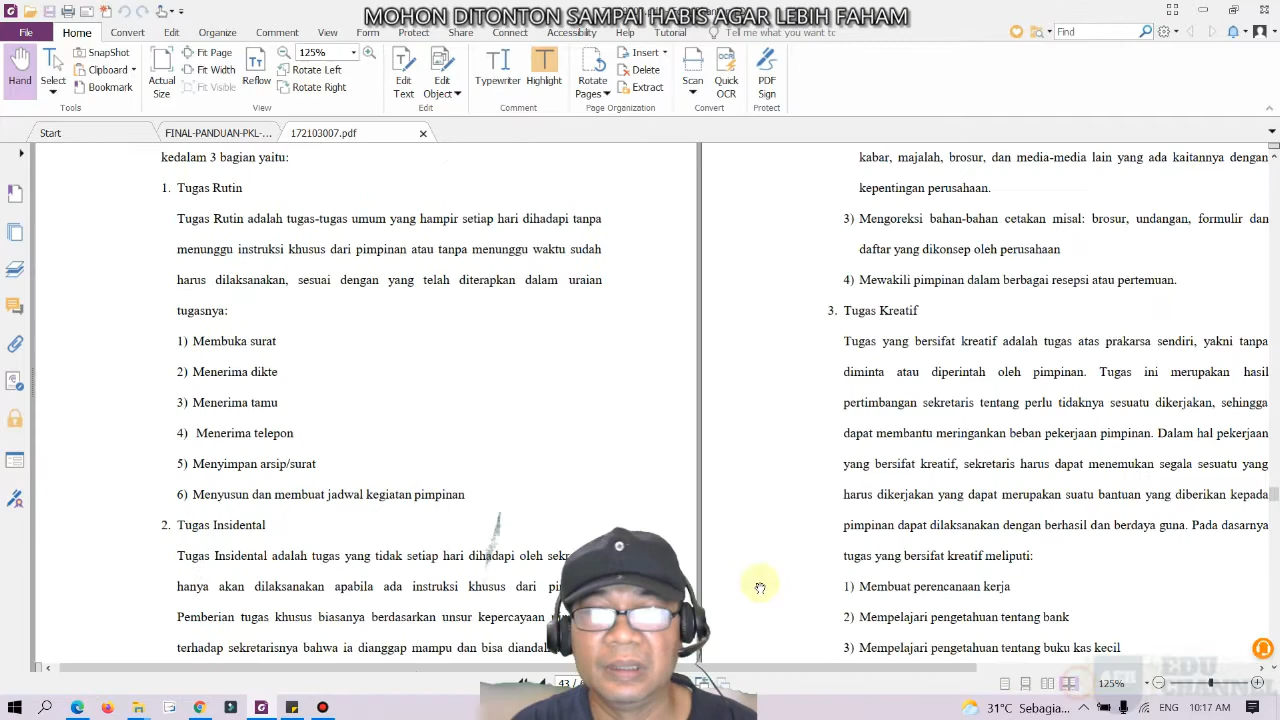 MOHON DITONTON SAMPAI HABIS AGAR LEBIH FAHAM
File Home Convert Edit Organize Comment View Form Protect Share Connect Accessibility Help Tutorial Tell me what you want to Find
Hand
Select
SnapShot
Clipboard
Bookmark
Tools
Actual Size
Fit Page
Fit Width
Fit Visible
Reflow
125%
Rotate Left
Rotate Right
View
Edit Text
Edit Object
Edit
Typewriter
Highlight
Comment
Rotate Pages
Insert
Delete
Extract
Page Organization
Scan
Quick OCR
Convert
PDF Sign
Protect
Start
FINAL-PANDUAN-PKL-...
172103007.pdf
kedalam 3 bagian yaitu:
1. Tugas Rutin
Tugas Rutin adalah tugas-tugas umum yang hampir setiap hari dihadapi tanpa
menunggu instruksi khusus dari pimpinan atau tanpa menunggu waktu sudah
harus dilaksanakan, sesuai dengan yang telah diterapkan dalam uraian
tugasnya:
1) Membuka surat
2) Menerima dikte
3) Menerima tamu
4) Menerima telepon
5) Menyimpan arsip/surat
6) Menyusun dan membuat jadwal kegiatan pimpinan
2. Tugas Insidental
Tugas Insidental adalah tugas yang tidak setiap hari dihadapi oleh
hanya akan dilaksanakan apabila ada instruksi khusus dari
Pemberian tugas khusus biasanya berdasarkan unsur kepercayaan
terhadap sekretarisnya bahwa ia dianggap mampu dan bisa
kabar, majalah, brosur, dan media-media lain yang ada kaitannya dengan
kepentingan perusahaan.
3) Mengoreksi bahan-bahan cetakan misal: brosur, undangan, formulir dan
daftar yang dikonsep oleh perusahaan
4) Mewakili pimpinan dalam berbagai resepsi atau pertemuan.
3. Tugas Kreatif
Tugas yang bersifat kreatif adalah tugas atas prakarsa sendiri, yakni tanpa
diminta atau diperintah oleh pimpinan. Tugas ini merupakan hasil
pertimbangan sekretaris tentang perlu tidaknya sesuatu dikerjakan, sehingga
dapat membantu meringankan beban pekerjaan pimpinan. Dalam hal pekerjaan
yang bersifat kreatif, sekretaris harus dapat menemukan segala sesuatu yang
harus dikerjakan yang dapat merupakan suatu bantuan yang diberikan kepada
pimpinan dapat dilaksanakan dengan berhasil dan berdaya guna. Pada dasarnya
tugas yang bersifat kreatif meliputi:
1) Membuat perencanaan kerja
2) Mempelajari pengetahuan tentang bank
3) Mempelajari pengetahuan tentang buku kas kecil
EDU
CHANNEL
43 /
125%
31°C Sebagian... ENG 10:17 AM